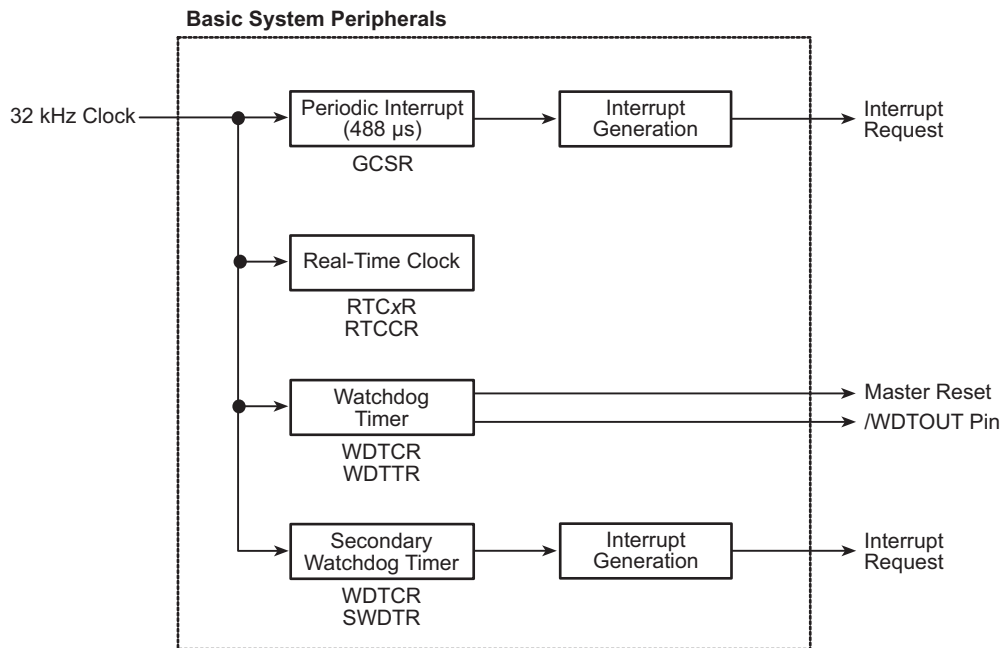 Basic System Peripherals
32 kHz Clock
Periodic Interrupt
(488 µs)
GCSR
Interrupt
Generation
Interrupt
Request
Real-Time Clock
RTCxR
RTCCR
Watchdog
Timer
WDTCR
WDTTR
Master Reset
/WDTOUT Pin
Secondary
Watchdog Timer
WDTCR
SWDTR
Interrupt
Generation
Interrupt
Request